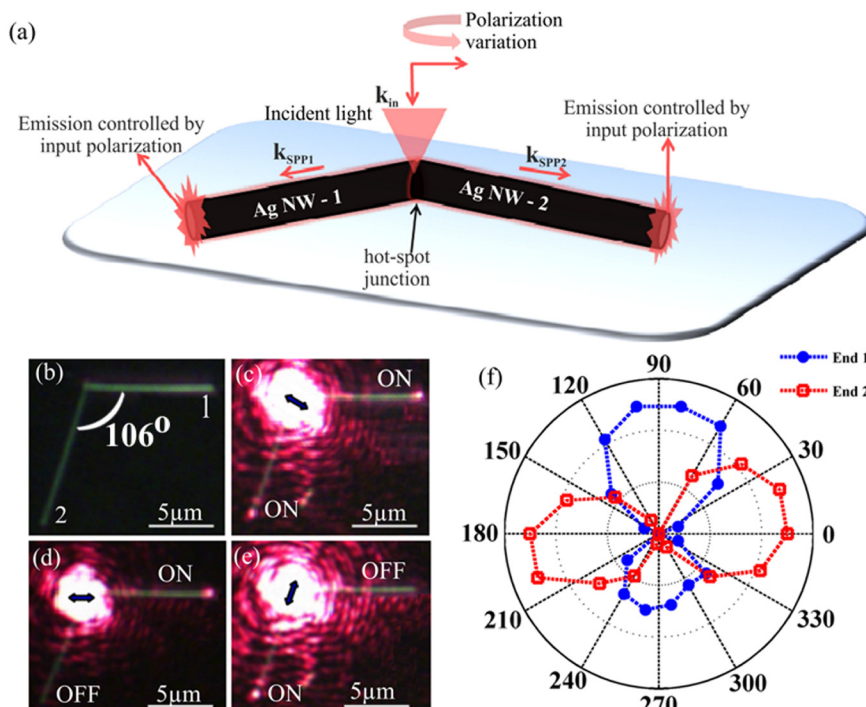 (a)
Polarization
variation
k_in
Incident light
Emission controlled by
input polarization
Emission controlled by
input polarization
k_SPP1
k_SPP2
Ag NW - 1
Ag NW - 2
hot-spot
junction
(b)
106°
1
2
5µm
(c)
ON
ON
5µm
(d)
ON
OFF
5µm
(e)
OFF
ON
5µm
(f)
End 1
End 2
90
120
60
150
30
180
0
210
330
240
300
270